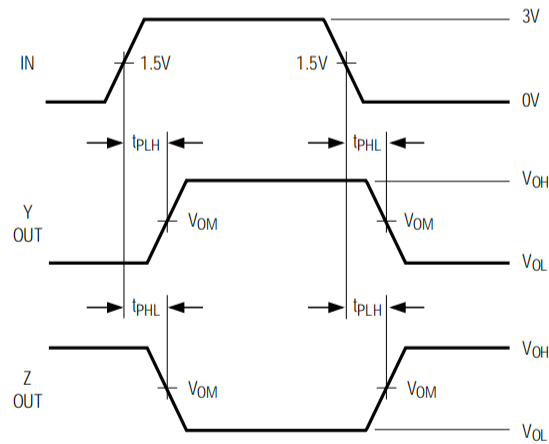 3V
IN
1.5V
1.5V
0V
tPLH
tPHL
VOH
Y
OUT
VOM
VOM
VOL
tPHL
tPLH
VOH
Z
OUT
VOM
VOM
VOL